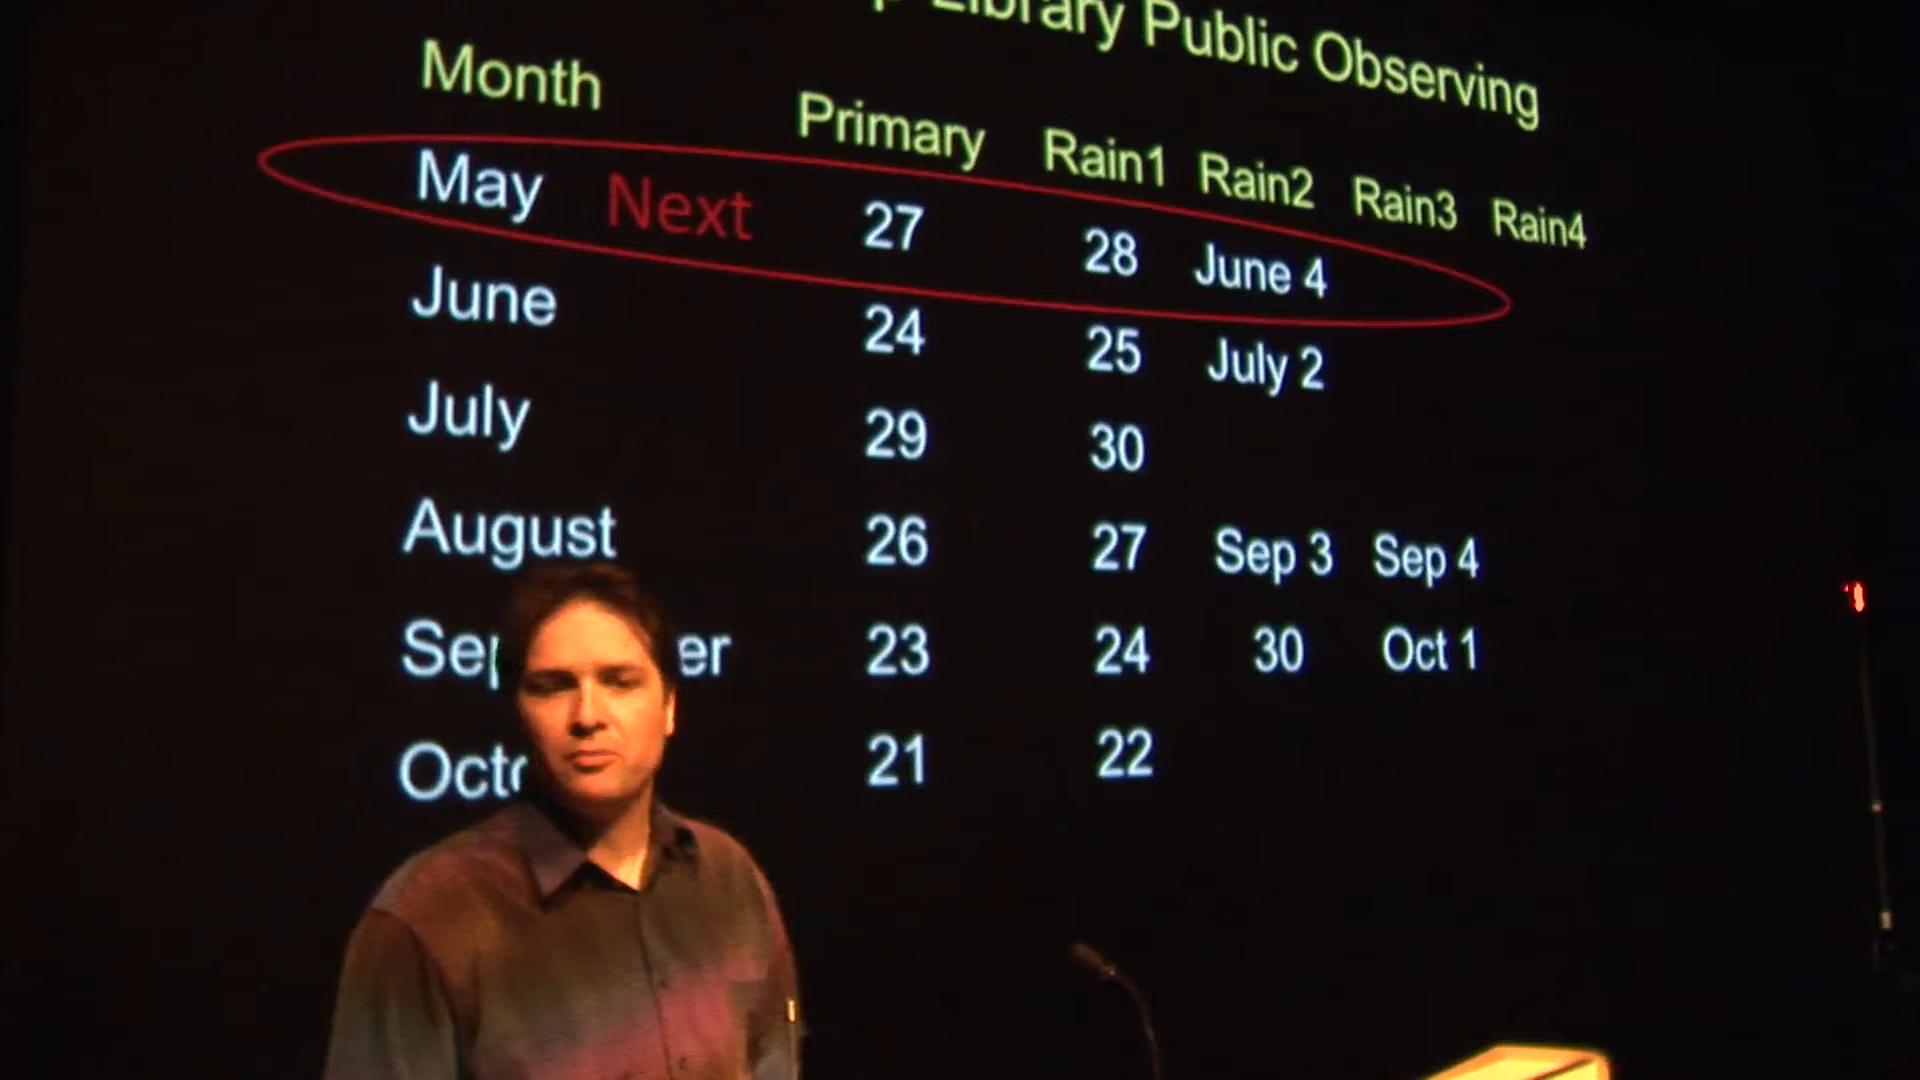 Library Public Observing
Month Primary Rain1 Rain2 Rain3 Rain4
May Next 27 28 June 4
June 24 25 July 2
July 29 30
August 26 27 Sep 3 Sep 4
23 24 30 Oct 1
21 22